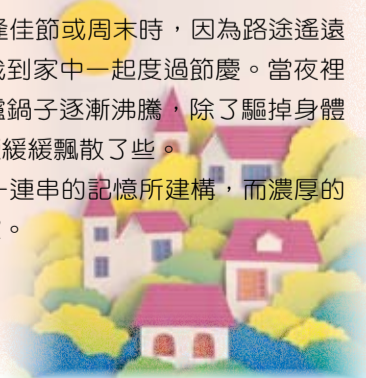 逢佳節或周末時，因為路途遙遠
我到家中一起度過節慶。當夜裡
爐鍋子逐漸沸騰，除了驅掉身體
緩緩飄散了些。
一連串的記憶所建構，而濃厚的
。